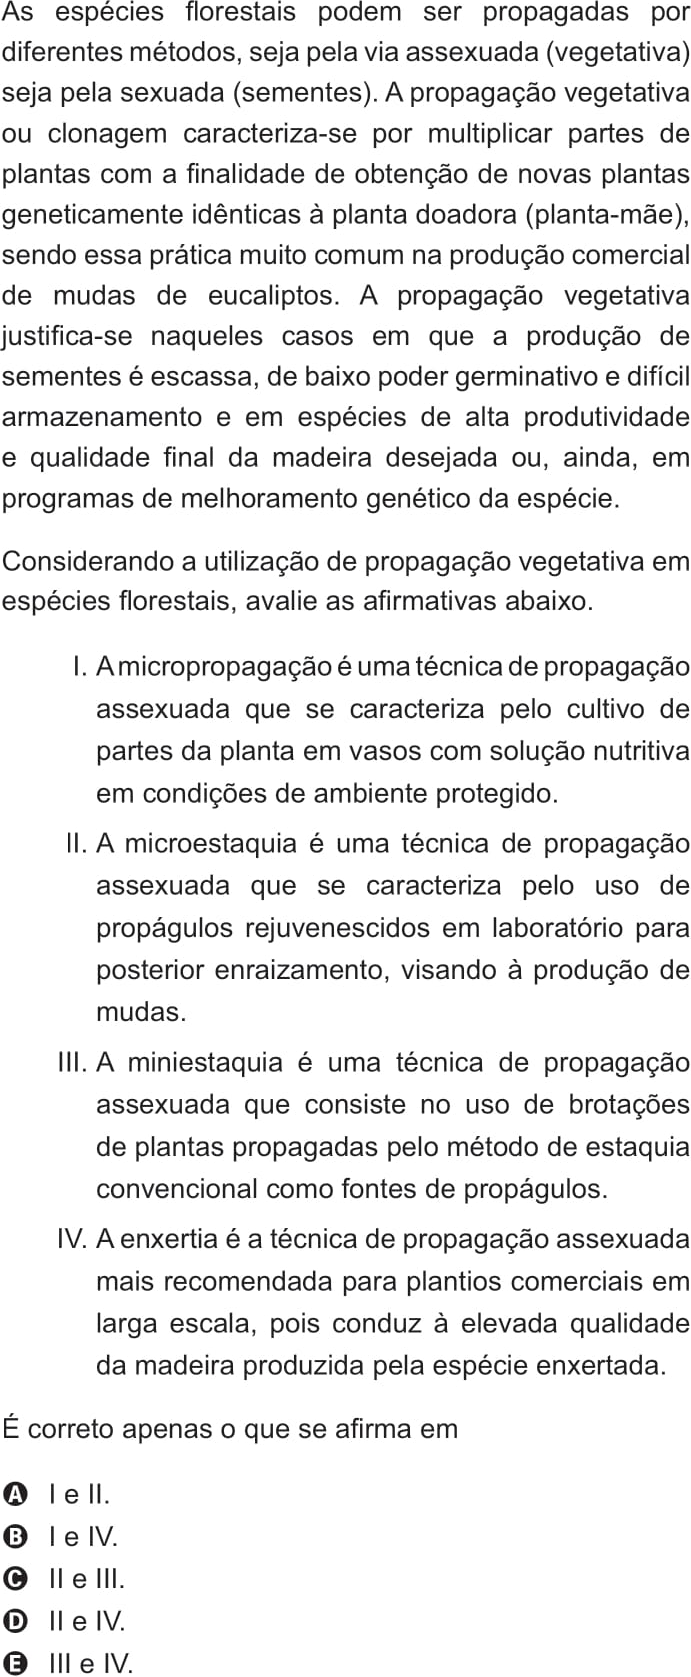 As espécies florestais podem ser propagadas por
diferentes métodos, seja pela via assexuada (vegetativa)
seja pela sexuada (sementes). A propagação vegetativa
ou clonagem caracteriza-se por multiplicar partes de
plantas com a finalidade de obtenção de novas plantas
geneticamente idênticas à planta doadora (planta-mãe),
sendo essa prática muito comum na produção comercial
de mudas de eucaliptos. A propagação vegetativa
justifica-se naqueles casos em que a produção de
sementes é escassa, de baixo poder germinativo e difícil
armazenamento e em espécies de alta produtividade
e qualidade final da madeira desejada ou, ainda, em
programas de melhoramento genético da espécie.
Considerando a utilização de propagação vegetativa em
espécies florestais, avalie as afirmativas abaixo.
I. A micropropagação é uma técnica de propagação
assexuada que se caracteriza pelo cultivo de
partes da planta em vasos com solução nutritiva
em condições de ambiente protegido.
II. A microestaquia é uma técnica de propagação
assexuada que se caracteriza pelo uso de
propágulos rejuvenescidos em laboratório para
posterior enraizamento, visando à produção de
mudas.
III. A miniestaquia é uma técnica de propagação
assexuada que consiste no uso de brotações
de plantas propagadas pelo método de estaquia
convencional como fontes de propágulos.
IV. A enxertia é a técnica de propagação assexuada
mais recomendada para plantios comerciais em
larga escala, pois conduz à elevada qualidade
da madeira produzida pela espécie enxertada.
É correto apenas o que se afirma em
A I e II.
B I e IV.
C II e III.
D II e IV.
E III e IV.